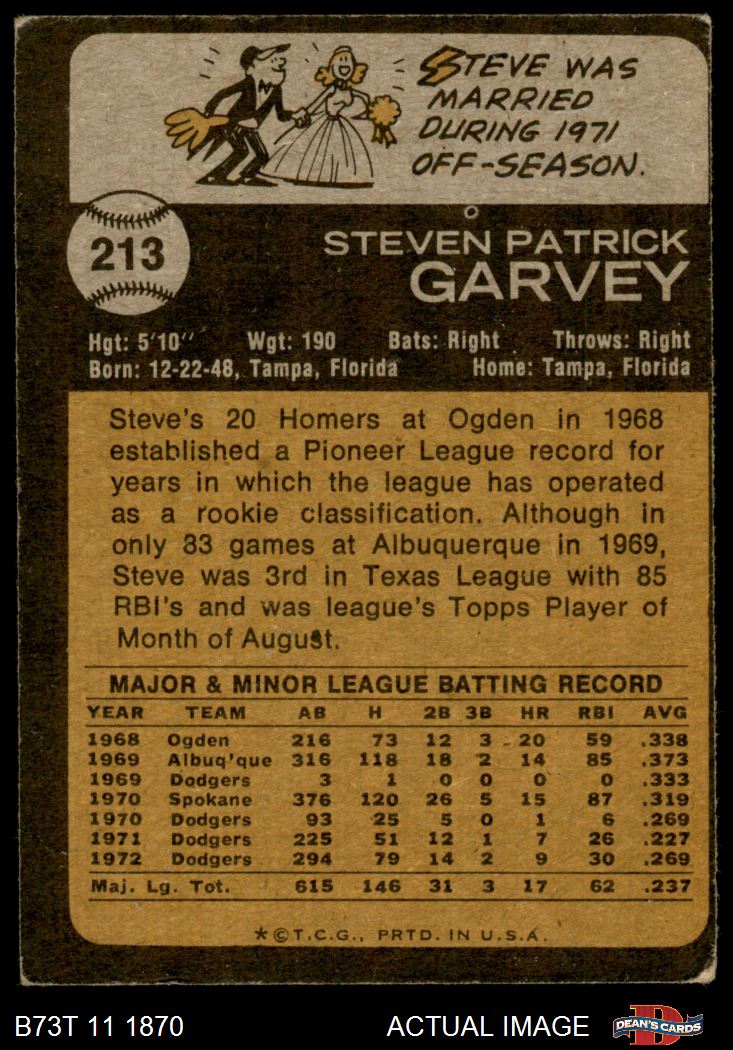 STEVE WAS
MARRIED
DURING 1971
OFF-SEASON.
213
STEVEN PATRICK
GARVEY
Hgt: 5'10" Wgt: 190 Bats: Right Throws: Right
Born: 12-22-48, Tampa, Florida Home: Tampa, Florida
Steve's 20 Homers at Ogden in 1968
established a Pioneer League record for
years in which the league has operated
as a rookie classification. Although in
only 83 games at Albuquerque in 1969,
Steve was 3rd in Texas League with 85
RBI's and was league's Topps Player of
Month of August.
MAJOR & MINOR LEAGUE BATTING RECORD
YEAR TEAM AB H 2B 3B HR RBI AVG
1968 Ogden 216 73 12 3 20 59 .338
1969 Albuq'que 316 118 18 2 14 85 .373
1969 Dodgers 3 1 0 0 0 0 .333
1970 Spokane 376 120 26 5 15 87 .319
1970 Dodgers 93 25 5 0 1 6 .269
1971 Dodgers 225 51 12 1 7 26 .227
1972 Dodgers 294 79 14 2 9 30 .269
Maj. Lg. Tot. 615 146 31 3 17 62 .237
*©T.C.G., PRTD. IN U.S.A.
B73T 11 1870 ACTUAL IMAGE DEAN'S CARDS